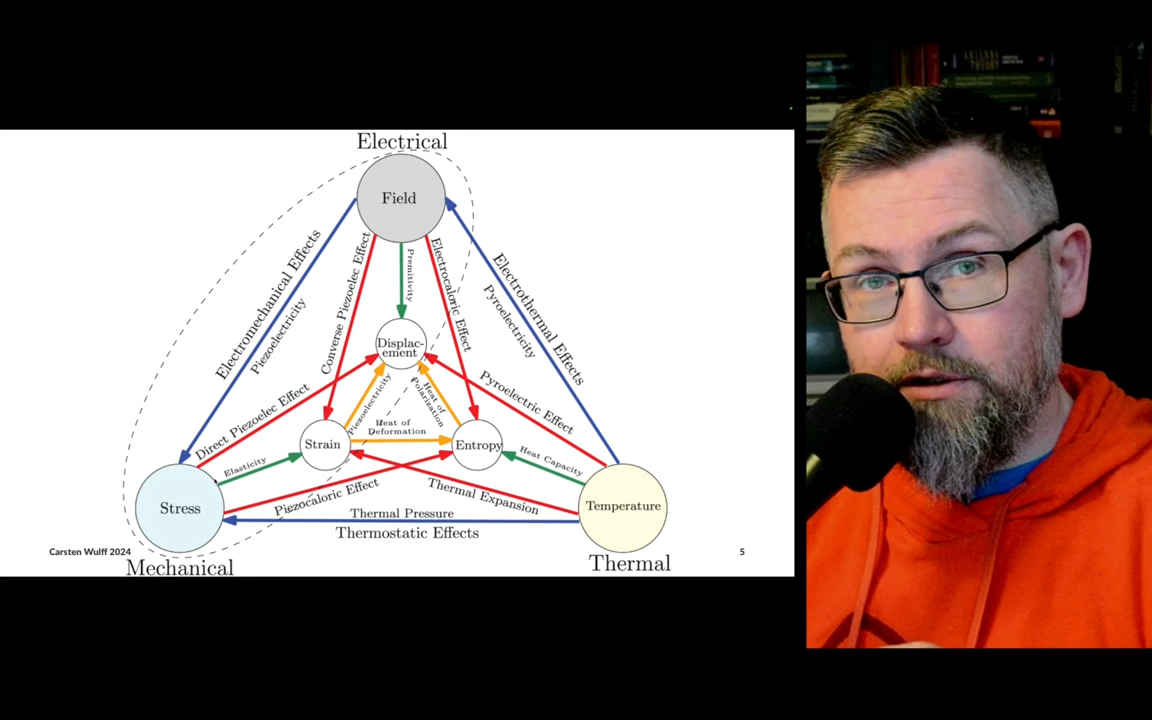 Electrical
Field
Electromechanical Effects
Piezoelectricity
Converse Piezoelec Effect
Premitivity
Electrocaloric Effect
Electrothermal Effects
Pyroelectricity
Displac-
ement
Direct Piezoelec Effect
Piezoelectricity
Heat of
Polarization
Pyroelectric Effect
Strain
Heat of
Deformation
Entropy
Elasticity
Heat Capacity
Stress
Piezocaloric Effect
Thermal Expansion
Temperature
Thermal Pressure
Thermostatic Effects
Carsten Wulff 2024
5
Mechanical
Thermal
THEORY